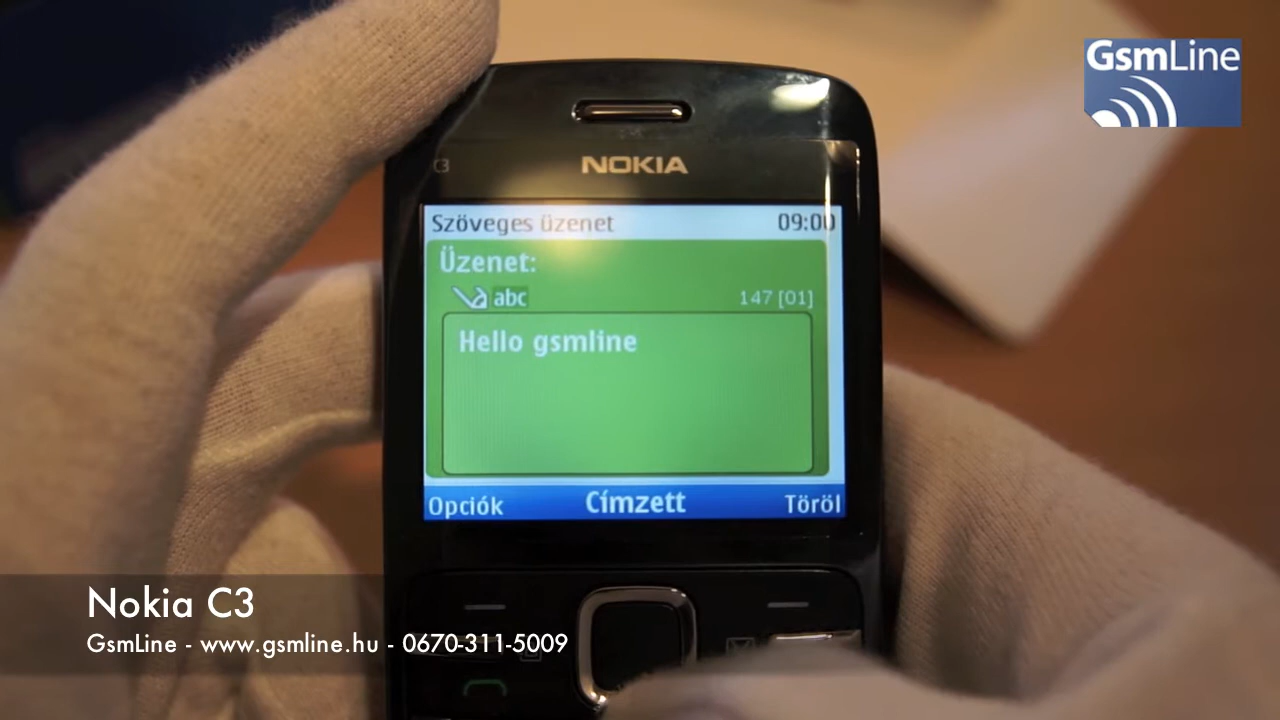 GsmLine
C3
NOKIA
Szöveges üzenet 09:00
Üzenet:
abc 147 [01]
Hello gsmline
Opciók Címzett Töröl
Nokia C3
GsmLine - www.gsmline.hu - 0670-311-5009